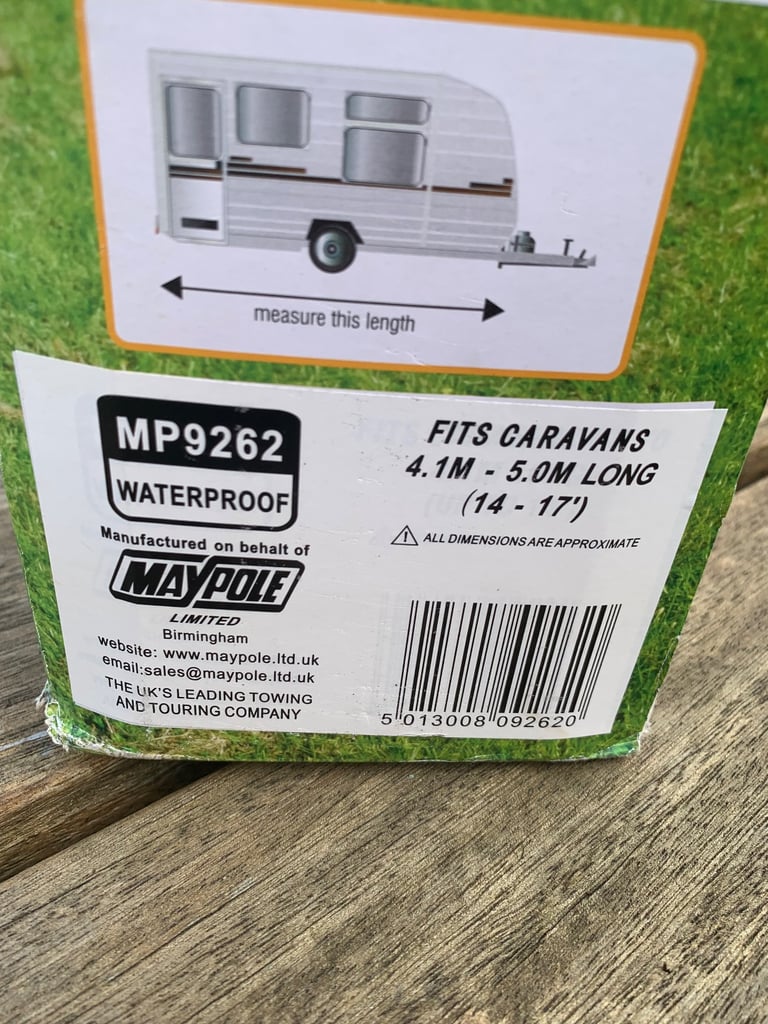 measure this length
MP9262
WATERPROOF
Manufactured on behalf of
MAYPOLE
LIMITED
Birmingham
website: www.maypole.ltd.uk
email:sales@maypole.ltd.uk
THE UK'S LEADING TOWING
AND TOURING COMPANY
FITS CARAVANS
4.1M - 5.0M LONG
(14 - 17')
ALL DIMENSIONS ARE APPROXIMATE
5 013008 092620